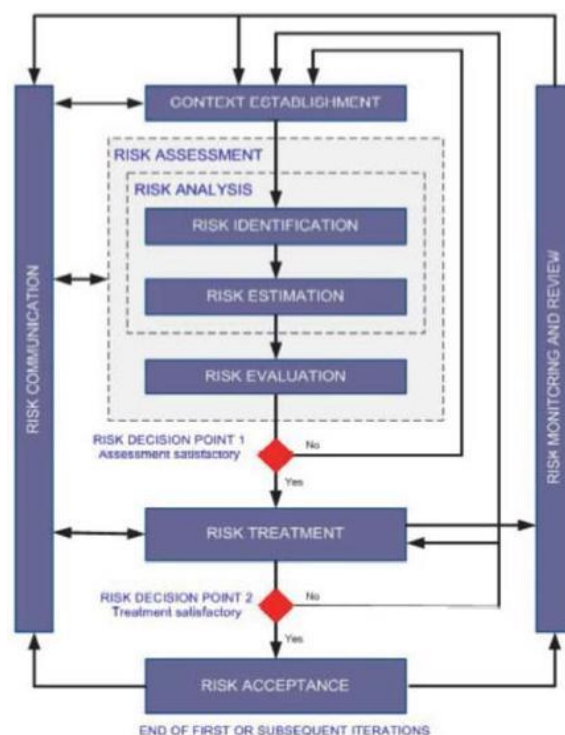 CONTEXT ESTABLISHMENT
RISK ASSESSMENT
RISK ANALYSIS
RISK IDENTIFICATION
RISK ESTIMATION
RISK EVALUATION
RISK COMMUNICATION
RISK MONITORING AND REVIEW
RISK DECISION POINT 1
Assessment satisfactory
No
Yes
RISK TREATMENT
RISK DECISION POINT 2
Treatment satisfactory
No
Yes
RISK ACCEPTANCE
END OF FIRST OR SUBSEQUENT ITERATIONS